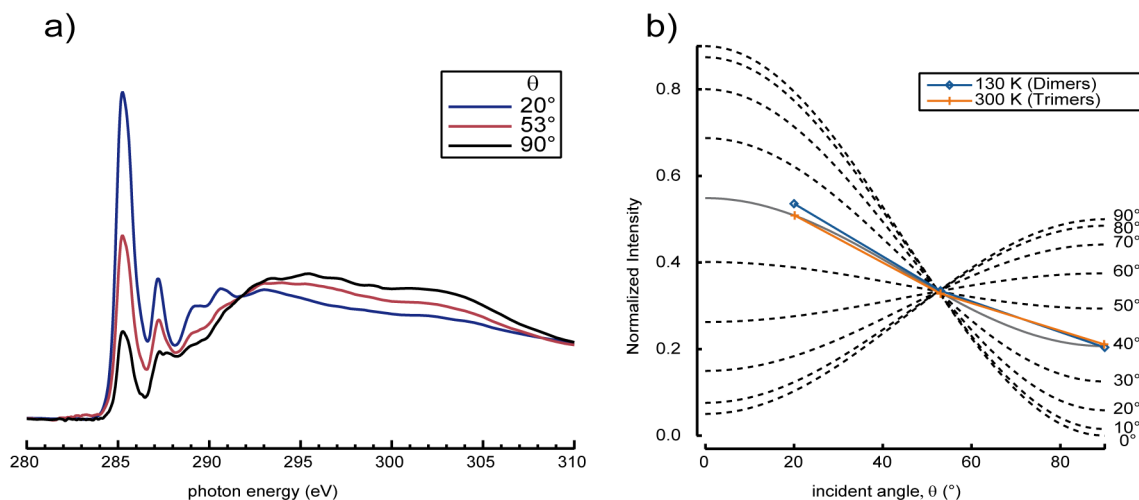 a)
θ
20°
53°
90°
280 285 290 295 300 305 310
photon energy (eV)
b)
130 K (Dimers)
300 K (Trimers)
Normalized Intensity
0.8
0.6
0.4
0.2
0.0
90°
80°
70°
60°
50°
40°
30°
20°
10°
0°
0 20 40 60 80
incident angle, θ (°)